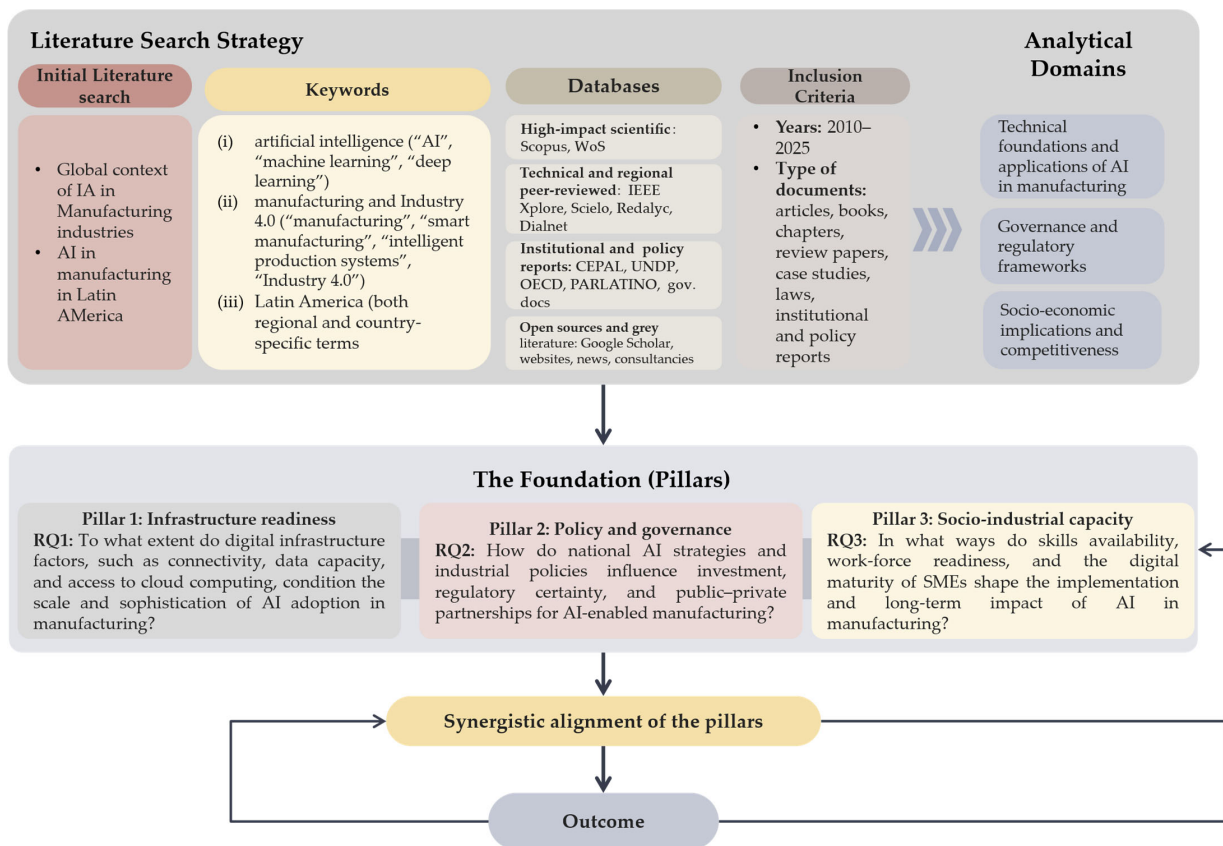 Literature Search Strategy
Analytical
Domains
Initial Literature
search
Keywords
Databases
Inclusion
Criteria
• Global context
of IA in
Manufacturing
industries
• AI in
manufacturing
in Latin
AMerica
(i) artificial intelligence (“AI”,
“machine learning”, “deep
learning”)
(ii) manufacturing and Industry
4.0 (“manufacturing”, “smart
manufacturing”, “intelligent
production systems”,
“Industry 4.0”)
(iii) Latin America (both
regional and country-
specific terms
High-impact scientific:
Scopus, WoS
Technical and regional
peer-reviewed: IEEE
Xplore, Scielo, Redalyc,
Dialnet
Institutional and policy
reports: CEPAL, UNDP,
OECD, PARLATINO, gov.
docs
Open sources and grey
literature: Google Scholar,
websites, news, consultancies
• Years: 2010–
2025
• Type of
documents:
articles, books,
chapters,
review papers,
case studies,
laws,
institutional
and policy
reports
Technical
foundations and
applications of AI
in manufacturing
Governance and
regulatory
frameworks
Socio-economic
implications and
competitiveness
The Foundation (Pillars)
Pillar 1: Infrastructure readiness
RQ1: To what extent do digital infrastructure
factors, such as connectivity, data capacity,
and access to cloud computing, condition the
scale and sophistication of AI adoption in
manufacturing?
Pillar 2: Policy and governance
RQ2: How do national AI strategies and
industrial policies influence investment,
regulatory certainty, and public–private
partnerships for AI-enabled manufacturing?
Pillar 3: Socio-industrial capacity
RQ3: In what ways do skills availability,
work-force readiness, and the digital
maturity of SMEs shape the implementation
and long-term impact of AI in
manufacturing?
Synergistic alignment of the pillars
Outcome